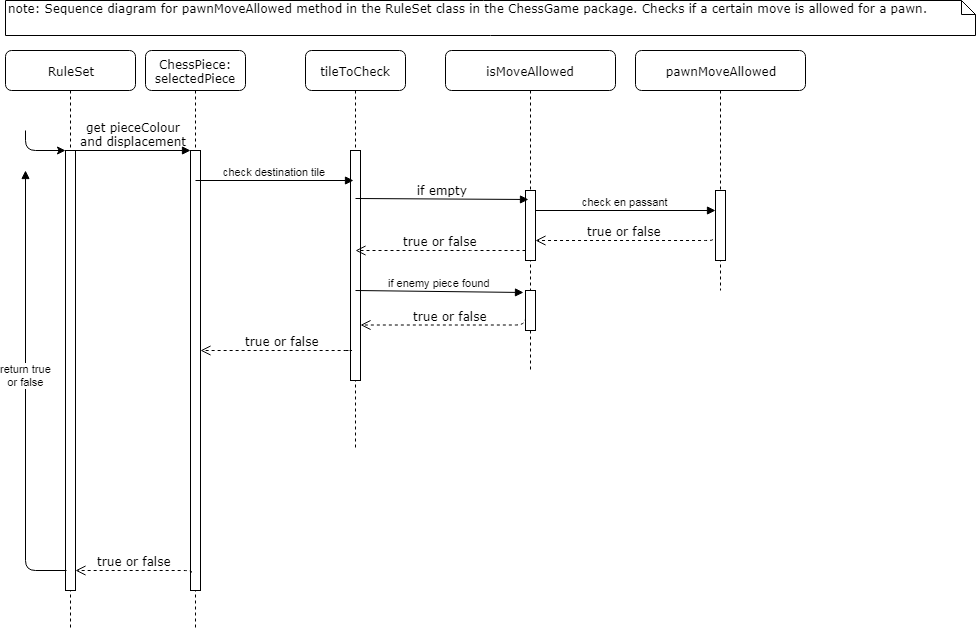 note: Sequence diagram for pawnMoveAllowed method in the RuleSet class in the ChessGame package. Checks if a certain move is allowed for a pawn.
RuleSet
ChessPiece:
selectedPiece
tileToCheck
isMoveAllowed
pawnMoveAllowed
get pieceColour
and displacement
check destination tile
if empty
check en passant
true or false
true or false
if enemy piece found
true or false
true or false
return true
or false
true or false